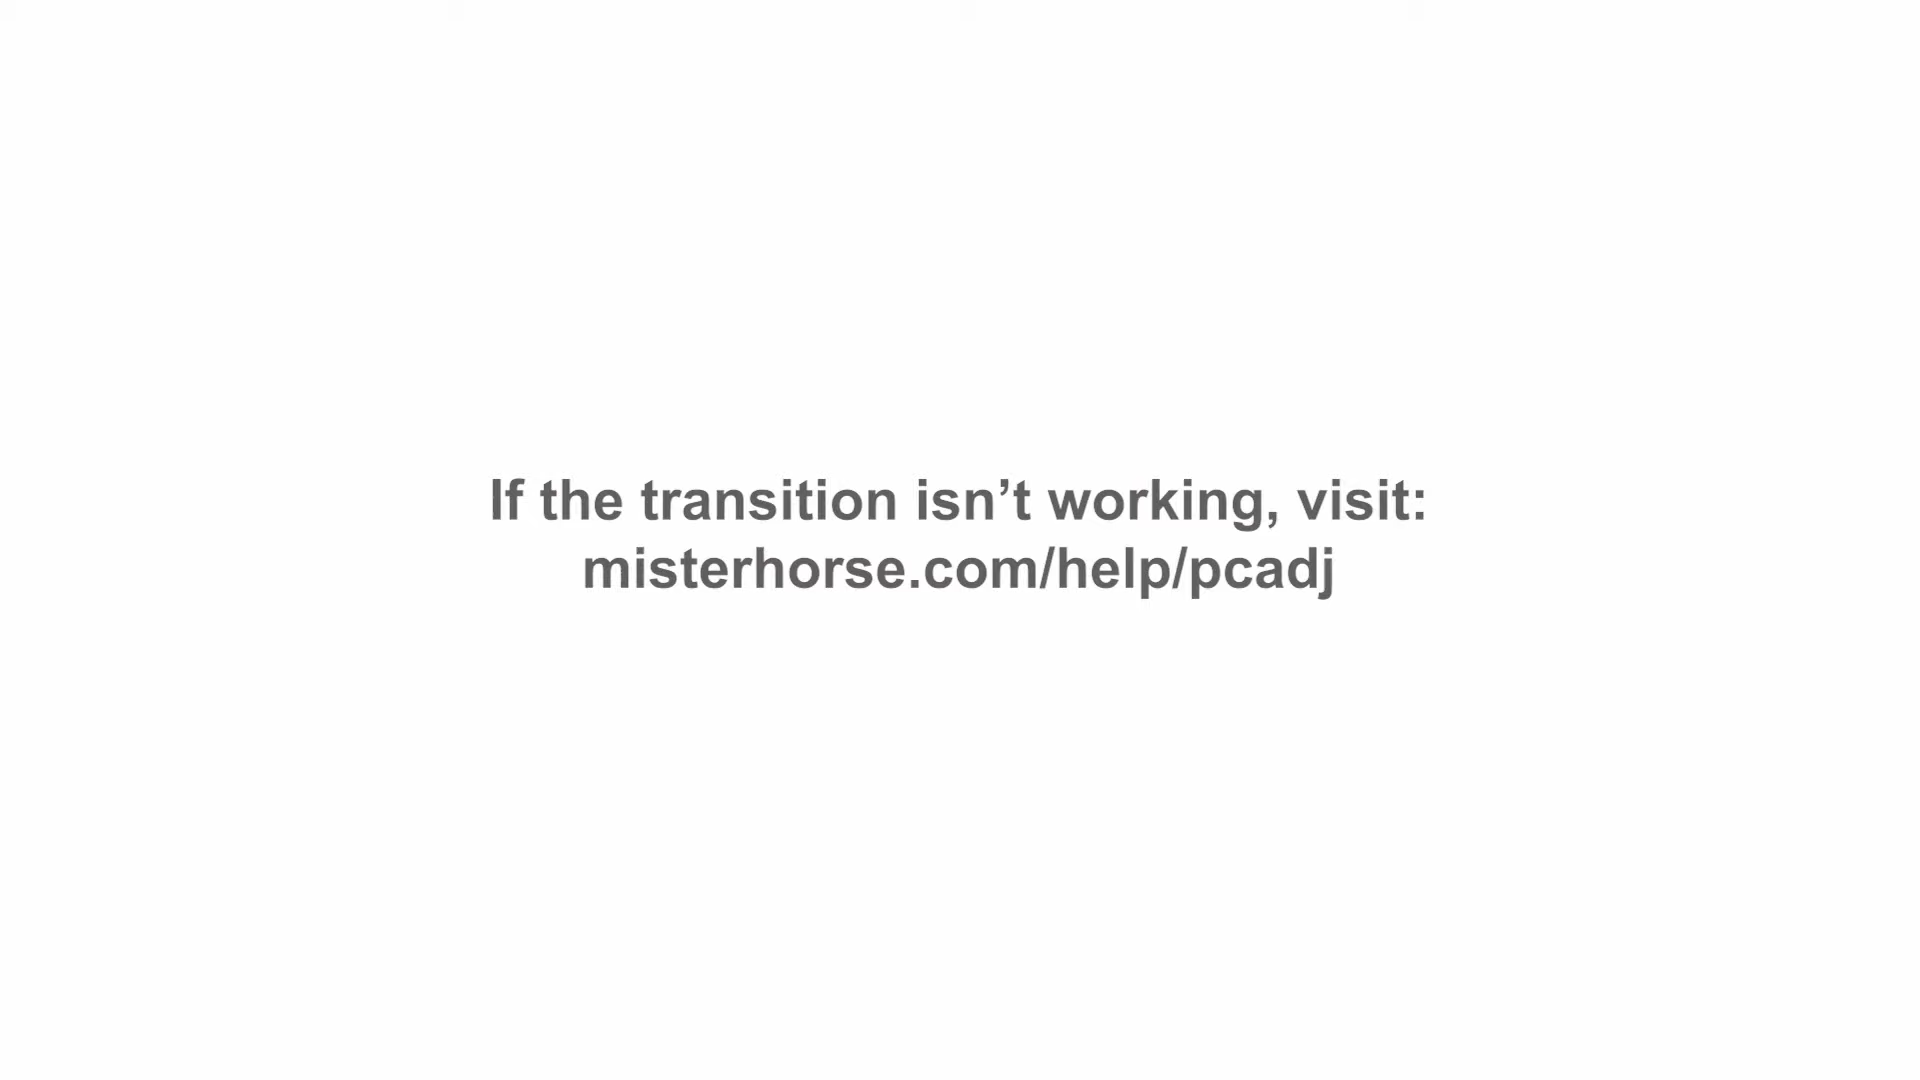 If the transition isn’t working, visit:
misterhorse.com/help/pcadj